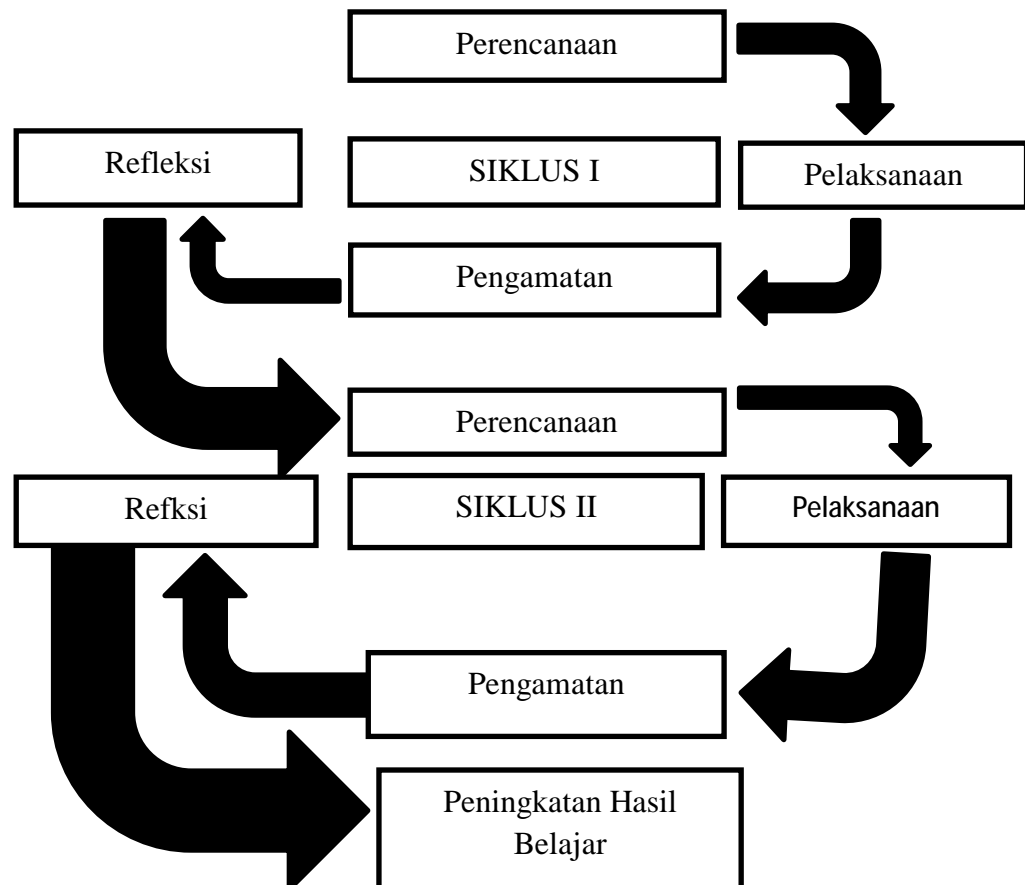 Perencanaan
Refleksi
SIKLUS I
Pelaksanaan
Pengamatan
Perencanaan
Refksi
SIKLUS II
Pelaksanaan
Pengamatan
Peningkatan Hasil
Belajar